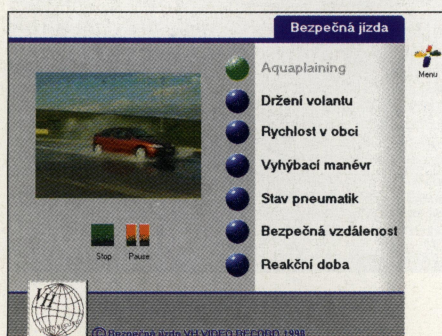 Bezpečná jízda
Menu
Aquaplaining
Držení volantu
Rychlost v obci
Vyhýbací manévr
Stav pneumatik
Bezpečná vzdálenost
Reakční doba
Stop
Pause
VH
© Bezpečná jízda VH VIDEO RECORD 1998